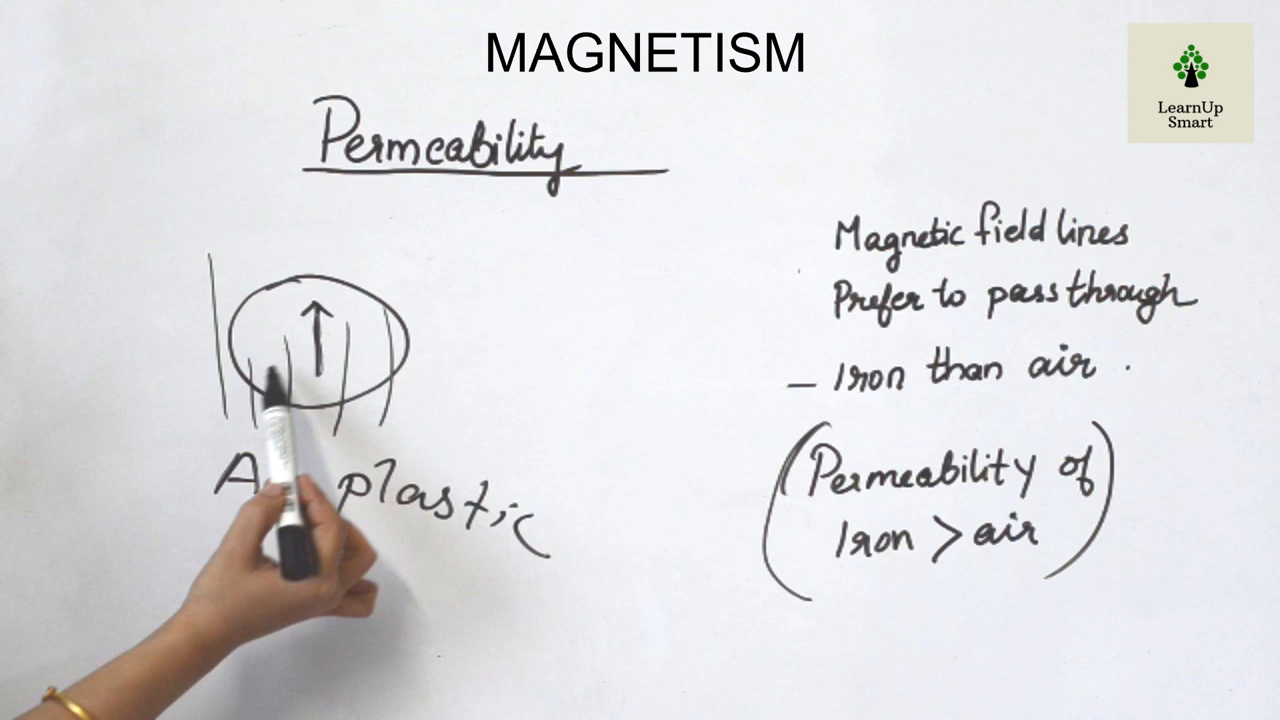 MAGNETISM
LearnUp
Smart
Permeability
Magnetic field lines
Prefer to pass through
- Iron than air.
(Permeability of
Iron > air)
plastic